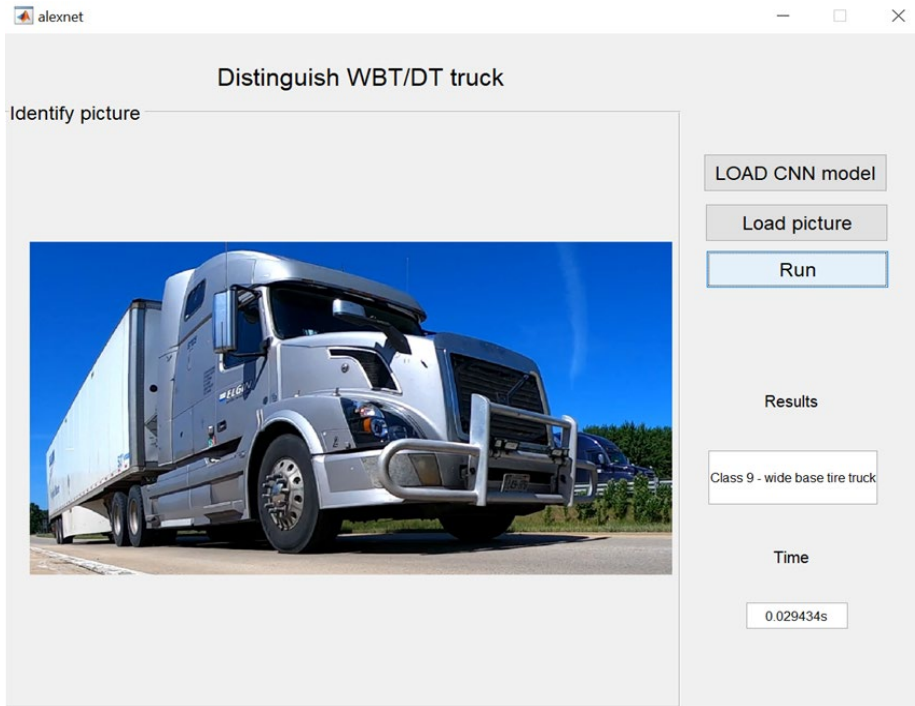 alexnet
Distinguish WBT/DT truck
Identify picture
LOAD CNN model
Load picture
Run
Results
Class 9 - wide base tire truck
Time
0.029434s